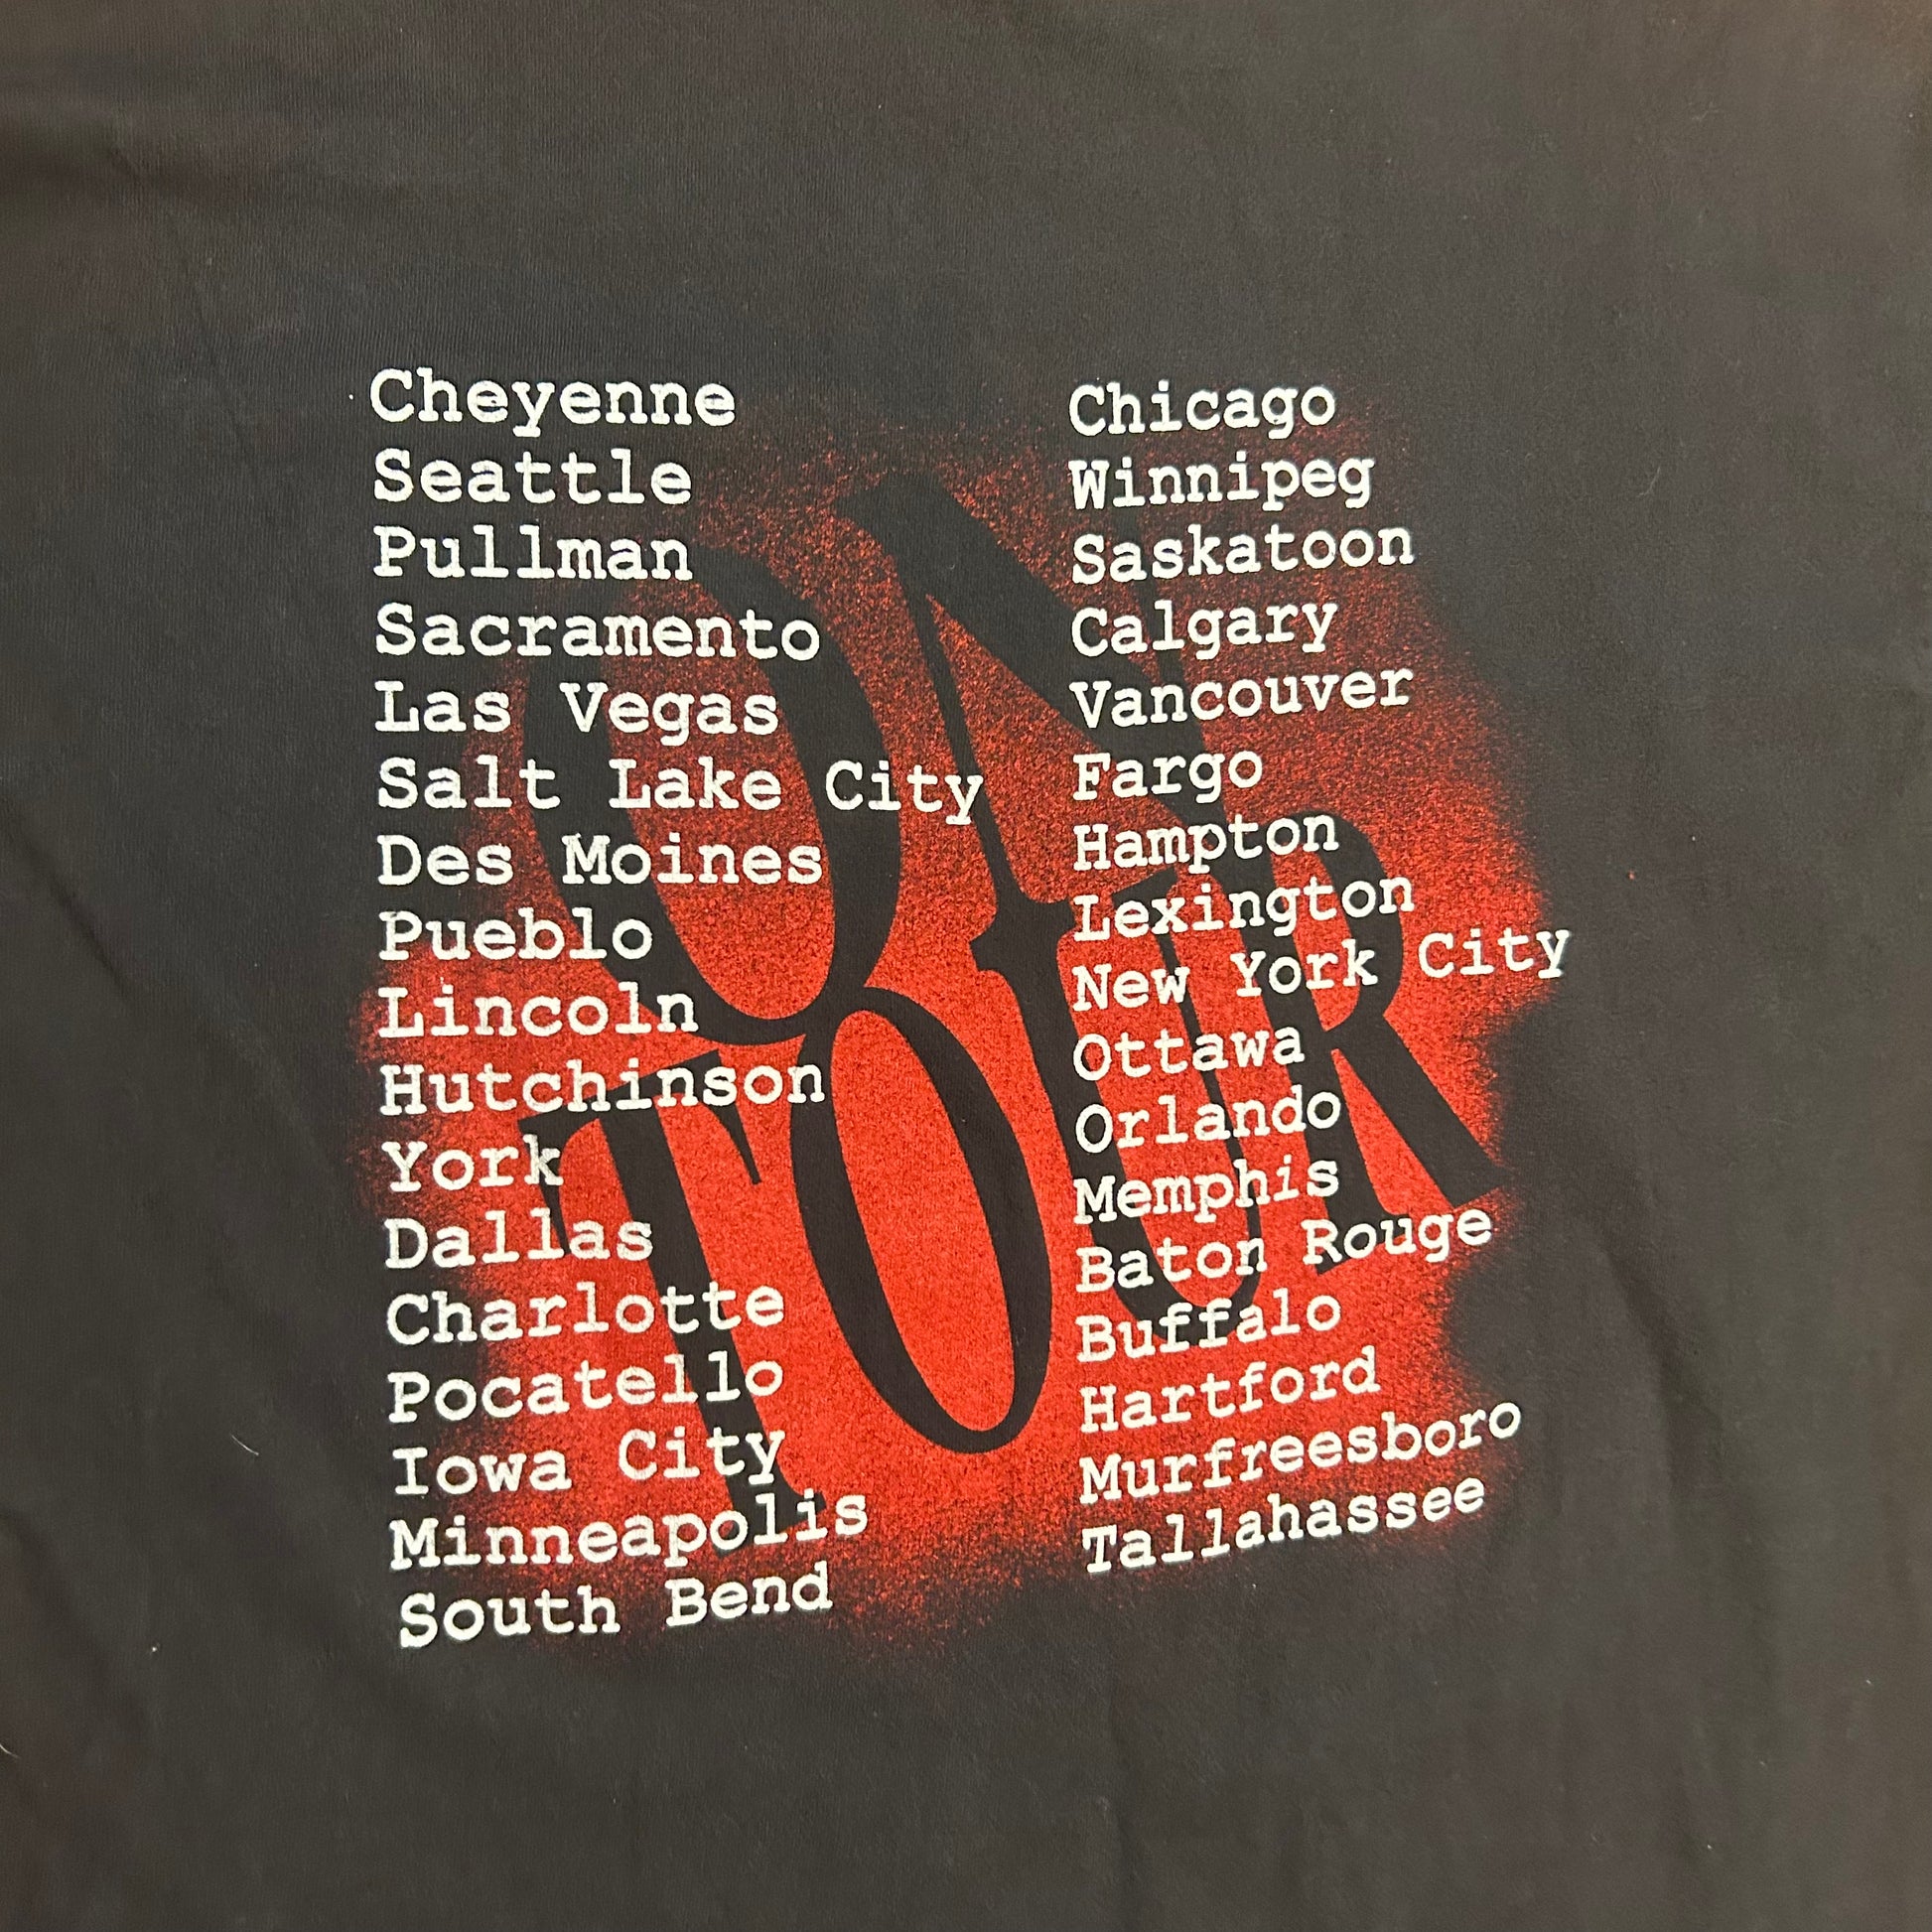 Cheyenne
Seattle
Pullman
Sacramento
Las Vegas
Salt Lake City
Des Moines
Pueblo
Lincoln
Hutchinson
York
Dallas
Charlotte
Pocatello
Iowa City
Minneapolis
South Bend
Chicago
Winnipeg
Saskatoon
Calgary
Vancouver
Fargo
Hampton
Lexington
New York City
Ottawa
Orlando
Memphis
Baton Rouge
Buffalo
Hartford
Murfreesboro
Tallahassee
ON
TOUR